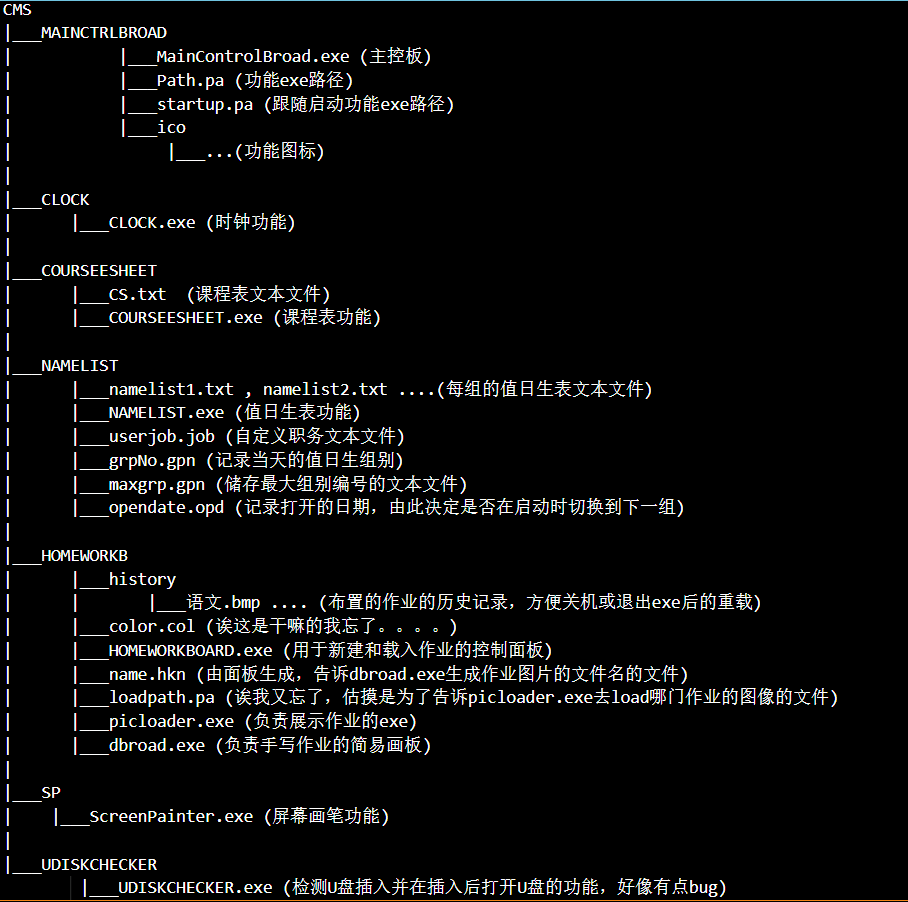 CMS
|___MAINCTRLBROAD
|           |___MainControlBroad.exe (主控板)
|           |___Path.pa (功能exe路径)
|           |___startup.pa (跟随启动功能exe路径)
|           |___ico
|                |___...(功能图标)
|
|___CLOCK
|      |___CLOCK.exe (时钟功能)
|
|___COURSEESHEET
|      |___CS.txt  (课程表文本文件)
|      |___COURSEESHEET.exe (课程表功能)
|
|___NAMELIST
|      |___namelist1.txt , namelist2.txt ....(每组的值日生表文本文件)
|      |___NAMELIST.exe (值日生表功能)
|      |___userjob.job (自定义职务文本文件)
|      |___grpNo.gpn (记录当天的值日生组别)
|      |___maxgrp.gpn (储存最大组别编号的文本文件)
|      |___opendate.opd (记录打开的日期，由此决定是否在启动时切换到下一组)
|
|___HOMEWORKB
|      |___history
|      |       |___语文.bmp .... (布置的作业的历史记录，方便关机或退出exe后的重载)
|      |___color.col (诶这是干嘛的我忘了。。。。)
|      |___HOMEWORKBOARD.exe (用于新建和载入作业的控制面板)
|      |___name.hkn (由面板生成，告诉dbroad.exe生成作业图片的文件名的文件)
|      |___loadpath.pa (诶我又忘了，估摸是为了告诉picloader.exe去load哪门作业的图像的文件)
|      |___picloader.exe (负责展示作业的exe)
|      |___dbroad.exe (负责手写作业的简易画板)
|
|___SP
|    |___ScreenPainter.exe (屏幕画笔功能)
|
|___UDISKCHECKER
        |___UDISKCHECKER.exe (检测U盘插入并在插入后打开U盘的功能，好像有点bug)